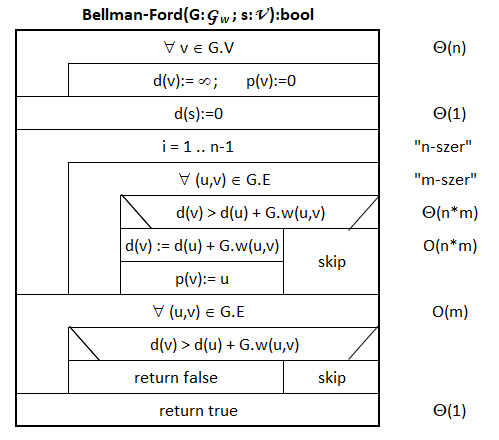 Bellman-Ford(G:𝓖𝑤; s:𝓥):bool
∀ v ∈ G.V Θ(n)
d(v):= ∞; p(v):=0
d(s):=0 Θ(1)
i = 1 .. n-1 "n-szer"
∀ (u,v) ∈ G.E "m-szer"
d(v) > d(u) + G.w(u,v) Θ(n*m)
d(v) := d(u) + G.w(u,v) skip O(n*m)
p(v):= u
∀ (u,v) ∈ G.E O(m)
d(v) > d(u) + G.w(u,v)
return false skip
return true Θ(1)